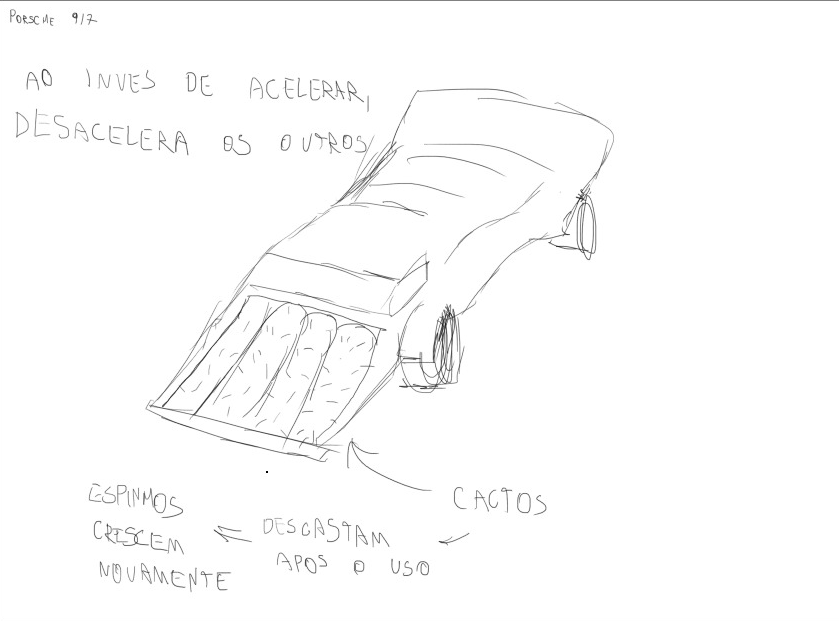 PORSCHE 917
AO INVES DE ACELERAR,
DESACELERA OS OUTROS
CACTOS
DESGASTAM
APOS O USO
ESPINHOS
CRESCEM
NOVAMENTE